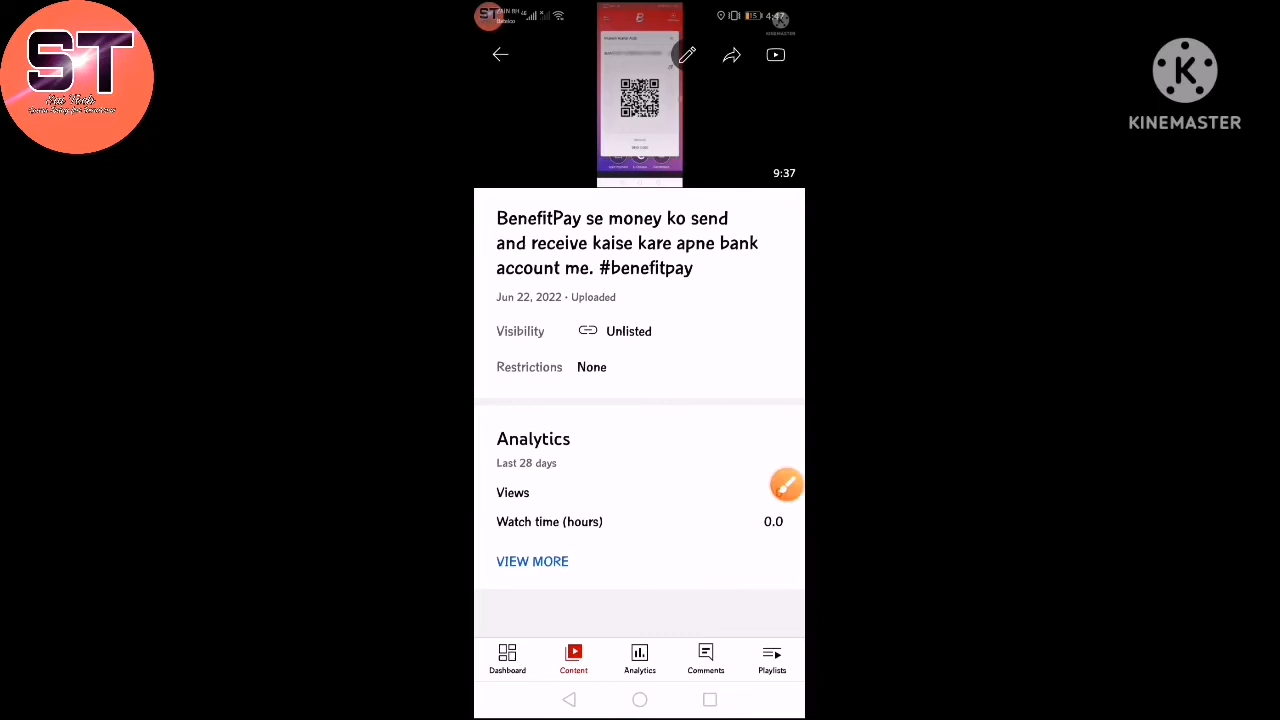 ST
KINEMASTER
4:47
9:37
BenefitPay se money ko send
and receive kaise kare apne bank
account me. #benefitpay
Jun 22, 2022 • Uploaded
Visibility Unlisted
Restrictions None
Analytics
Last 28 days
Views
Watch time (hours) 0.0
VIEW MORE
Dashboard Content Analytics Comments Playlists